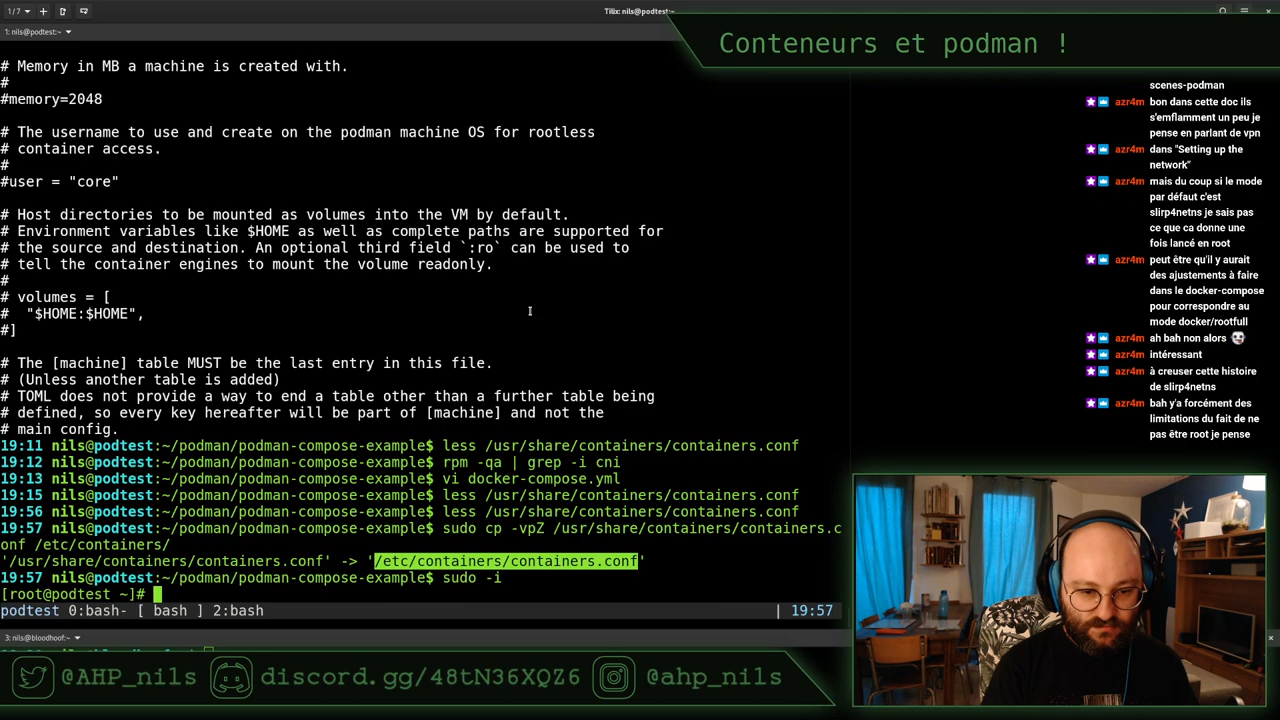 1/7
Tilix: nils@podtest:~
1: nils@podtest:~
Conteneurs et podman !
# Memory in MB a machine is created with.
#
#memory=2048
# The username to use and create on the podman machine OS for rootless
# container access.
#
#user = "core"
# Host directories to be mounted as volumes into the VM by default.
# Environment variables like $HOME as well as complete paths are supported for
# the source and destination. An optional third field `:ro` can be used to
# tell the container engines to mount the volume readonly.
#
# volumes = [
#  "$HOME:$HOME",
#]
# The [machine] table MUST be the last entry in this file.
# (Unless another table is added)
# TOML does not provide a way to end a table other than a further table being
# defined, so every key hereafter will be part of [machine] and not the
# main config.
19:11 nils@podtest:~/podman/podman-compose-example$ less /usr/share/containers/containers.conf
19:12 nils@podtest:~/podman/podman-compose-example$ rpm -qa | grep -i cni
19:13 nils@podtest:~/podman/podman-compose-example$ vi docker-compose.yml
19:15 nils@podtest:~/podman/podman-compose-example$ less /usr/share/containers/containers.conf
19:56 nils@podtest:~/podman/podman-compose-example$ less /usr/share/containers/containers.conf
19:57 nils@podtest:~/podman/podman-compose-example$ sudo cp -vpZ /usr/share/containers/containers.c
onf /etc/containers/
'/usr/share/containers/containers.conf' -> '/etc/containers/containers.conf'
19:57 nils@podtest:~/podman/podman-compose-example$ sudo -i
[root@podtest ~]#
podtest 0:bash- [ bash ] 2:bash | 19:57
3: nils@bloodhoof:~
scenes-podman
azr4m bon dans cette doc ils
s'emflamment un peu je
pense en parlant de vpn
azr4m dans "Setting up the
network"
azr4m mais du coup si le mode
par défaut c'est
slirp4netns je sais pas
ce que ca donne une
fois lancé en root
azr4m peut être qu'il y aurait
des ajustements à faire
dans le docker-compose
pour correspondre au
mode docker/rootfull
azr4m ah bah non alors
azr4m intéressant
azr4m à creuser cette histoire
de slirp4netns
azr4m bah y'a forcément des
limitations du fait de ne
pas être root je pense
@AHP_nils discord.gg/48tN36XQZ6 @ahp_nils